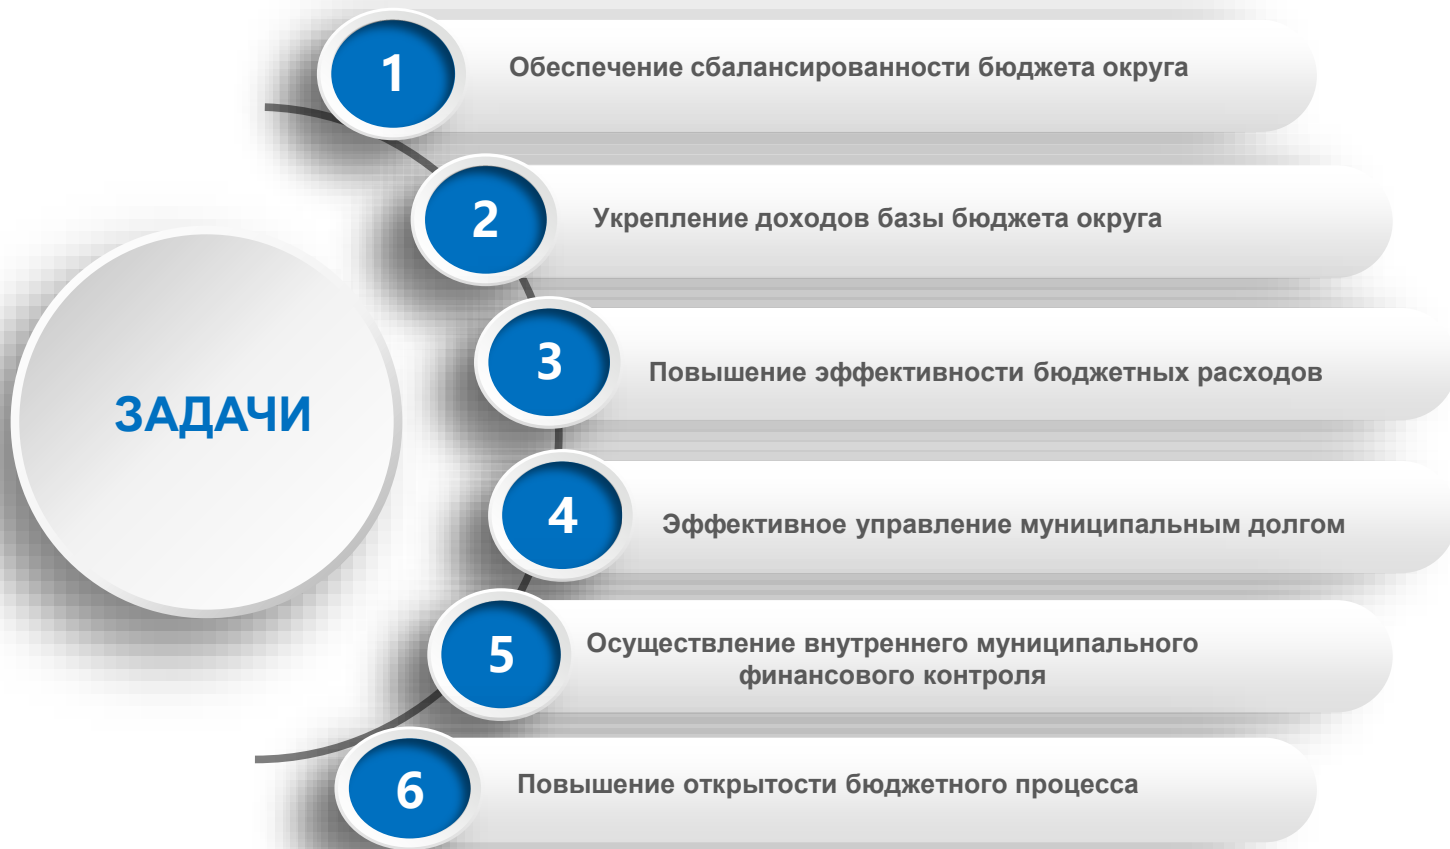 1
Обеспечение сбалансированности бюджета округа
2
Укрепление доходов базы бюджета округа
3
Повышение эффективности бюджетных расходов
ЗАДАЧИ
4
Эффективное управление муниципальным долгом
5
Осуществление внутреннего муниципального
финансового контроля
6
Повышение открытости бюджетного процесса